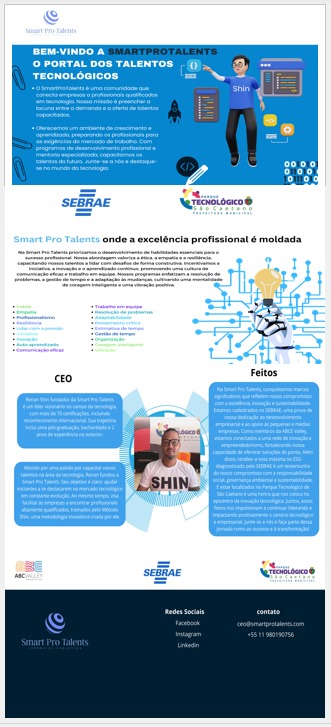 Smart Pro Talents
BEM-VINDO A SMARTPROTALENTS
O PORTAL DOS TALENTOS
TECNOLÓGICOS
O SmartProTalents é uma comunidade que
conecta empresas a profissionais qualificados
em tecnologia. Nossa missão é preencher a
lacuna entre a demanda e a oferta de talentos
capacitados.
Oferecemos um ambiente de crescimento e
aprendizado, preparando os profissionais para
as exigências do mercado de trabalho. Com
programas de desenvolvimento profissional e
mentoria especializada, capacitamos os
talentos do futuro. Junte-se a nós e destaque-
se no mundo da tecnologia.
Shin
SEBRAE
PARQUE
TECNOLÓGICO
São Caetano
PREFEITURA MUNICIPAL
Smart Pro Talents onde a excelência profissional é moldada
Na Smart Pro Talents priorizamos o desenvolvimento de habilidades essenciais para o
sucesso profissional. Nossa abordagem valoriza a ética, a empatia e a resiliência,
capacitando nossos talentos a lidar com desafios de forma construtiva. Incentivamos a
iniciativa, a inovação e o aprendizado contínuo, promovendo uma cultura de
comunicação eficaz e trabalho em equipe. Nossos programas enfatizam a resolução de
problemas, a gestão de tempo e a adaptação às mudanças, cultivando uma mentalidade
de coragem inteligente e uma vibração positiva.
Empatia
Profissionalismo
Resiliência
Lidar com a pressão
Iniciativa
Inovação
Auto aprendizado
Comunicação eficaz
Trabalho em equipe
Resolução de problemas
Adaptabilidade
Pensamento crítico
Estimativa de tempo
Gestão de tempo
Organização
Coragem inteligente
Vibração
CEO
Renan Shin fundador da Smart Pro Talents
é um líder visionário no campo da tecnologia,
com mais de 70 certificações, incluindo
reconhecimento internacional. Sua trajetória
inclui uma pós-graduação, bacharelado e 2
anos de experiência no exterior.
Movido por uma paixão por capacitar novos
talentos na área da tecnologia, Renan fundou a
Smart Pro Talents. Seu objetivo é claro: ajudar
iniciantes a se destacarem no mercado tecnológico
em constante evolução. Ao mesmo tempo, visa
facilitar às empresas a encontrar profissionais
altamente qualificados, treinados pelo Método
Shin, uma metodologia inovadora criada por ele
SHIN
Feitos
Na Smart Pro Talents, conquistamos marcos
significativos que refletem nosso compromisso
com a excelência, inovação e sustentabilidade.
Estamos cadastrados no SEBRAE, uma prova de
nossa dedicação ao desenvolvimento
empresarial e ao apoio às pequenas e médias
empresas. Como membros da ABCE Valley,
estamos conectados a uma rede de inovação e
empreendedorismo, fortalecendo nossa
capacidade de oferecer soluções de ponta. Além
disso, receber a nota máxima no ESG
diagnosticado pelo SEBRAE é um testemunho
do nosso compromisso com a responsabilidade
social, governança ambiental e sustentabilidade.
E estar localizados no Parque Tecnológico de
São Caetano é uma honra que nos coloca no
epicentro da inovação tecnológica. Juntos, esses
feitos nos impulsionam a continuar liderando e
impactando positivamente o cenário tecnológico
e empresarial. Junte-se a nós e faça parte dessa
jornada rumo ao sucesso e à transformação!
ABCVALLEY
SEBRAE
PARQUE
TECNOLÓGICO
São Caetano
PREFEITURA MUNICIPAL
Smart Pro Talents
Redes Sociais
Facebook
Instagram
Linkedin
contato
ceo@smartprotalents.com
+55 11 980190756